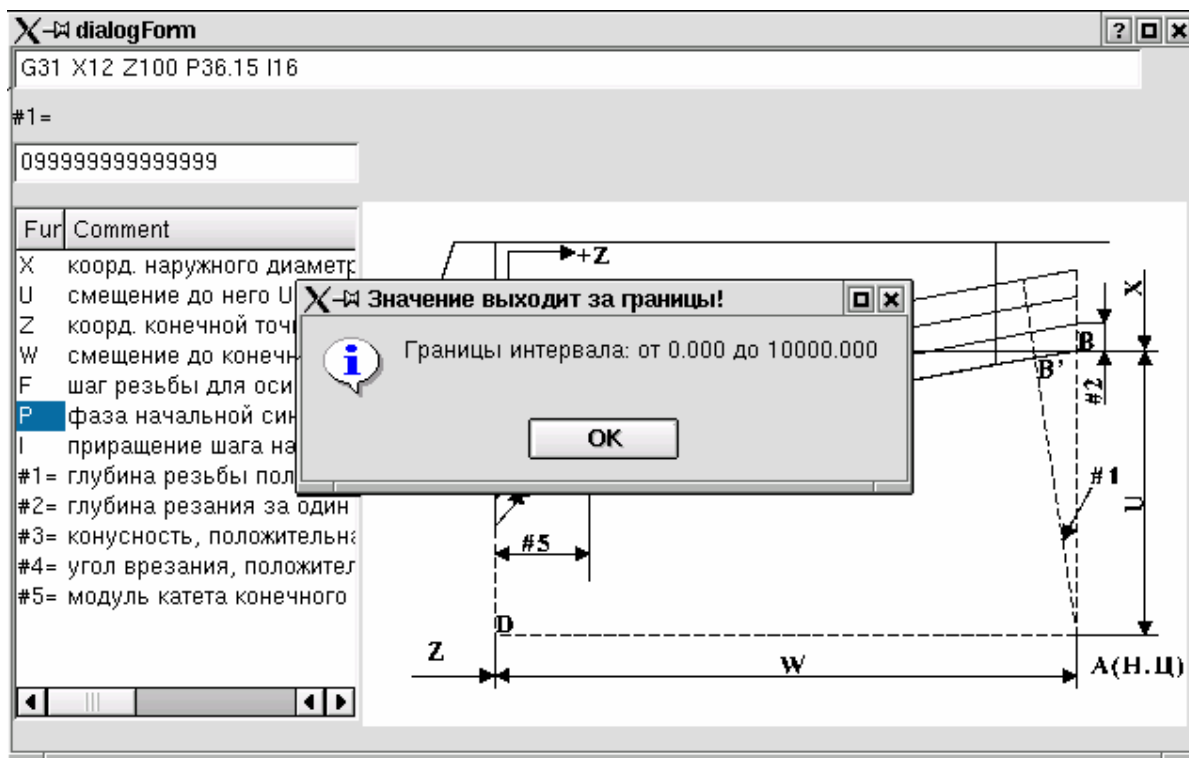 dialogForm
G31 X12 Z100 P36.15 I16
#1=
099999999999999
Fur Comment
X коорд. наружного диаметр
U смещение до него U
Z коорд. конечной точ
W смещение до конечн
F шаг резьбы для оси
P фаза начальной син
I приращение шага на
#1= глубина резьбы пол
#2= глубина резания за один
#3= конусность, положительна
#4= угол врезания, положител
#5= модуль катета конечного
Значение выходит за границы!
Границы интервала: от 0.000 до 10000.000
OK
+Z
X
B
B'
#2
#1
U
#5
D
Z
W
A(Н.Ц)